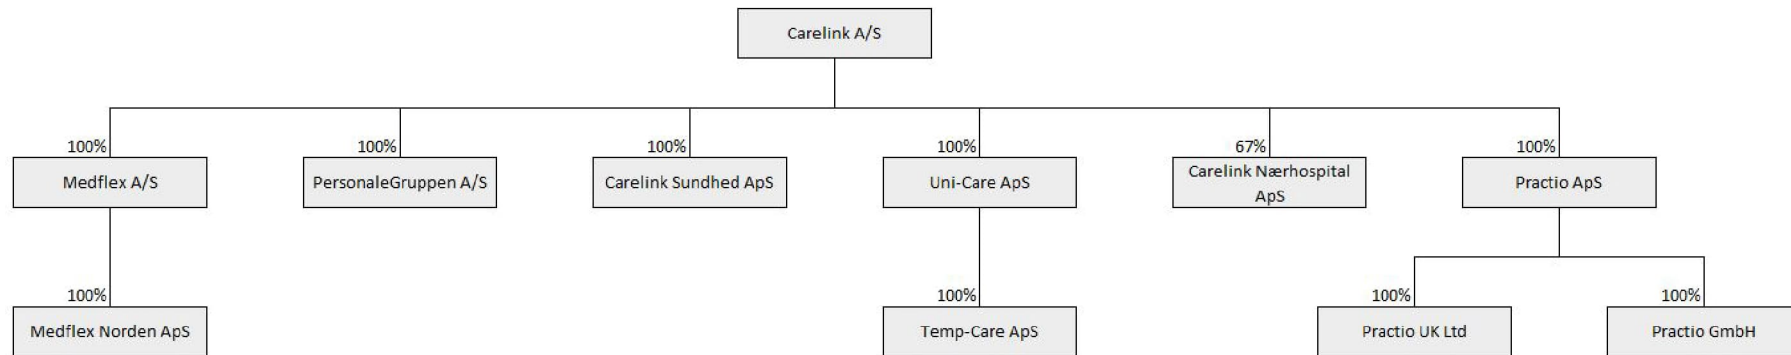 Carelink A/S
100%
100%
100%
100%
67%
100%
Medflex A/S
PersonaleGruppen A/S
Carelink Sundhed ApS
Uni-Care ApS
Carelink Nærhospital
ApS
Practio ApS
100%
100%
100%
100%
Medflex Norden ApS
Temp-Care ApS
Practio UK Ltd
Practio GmbH